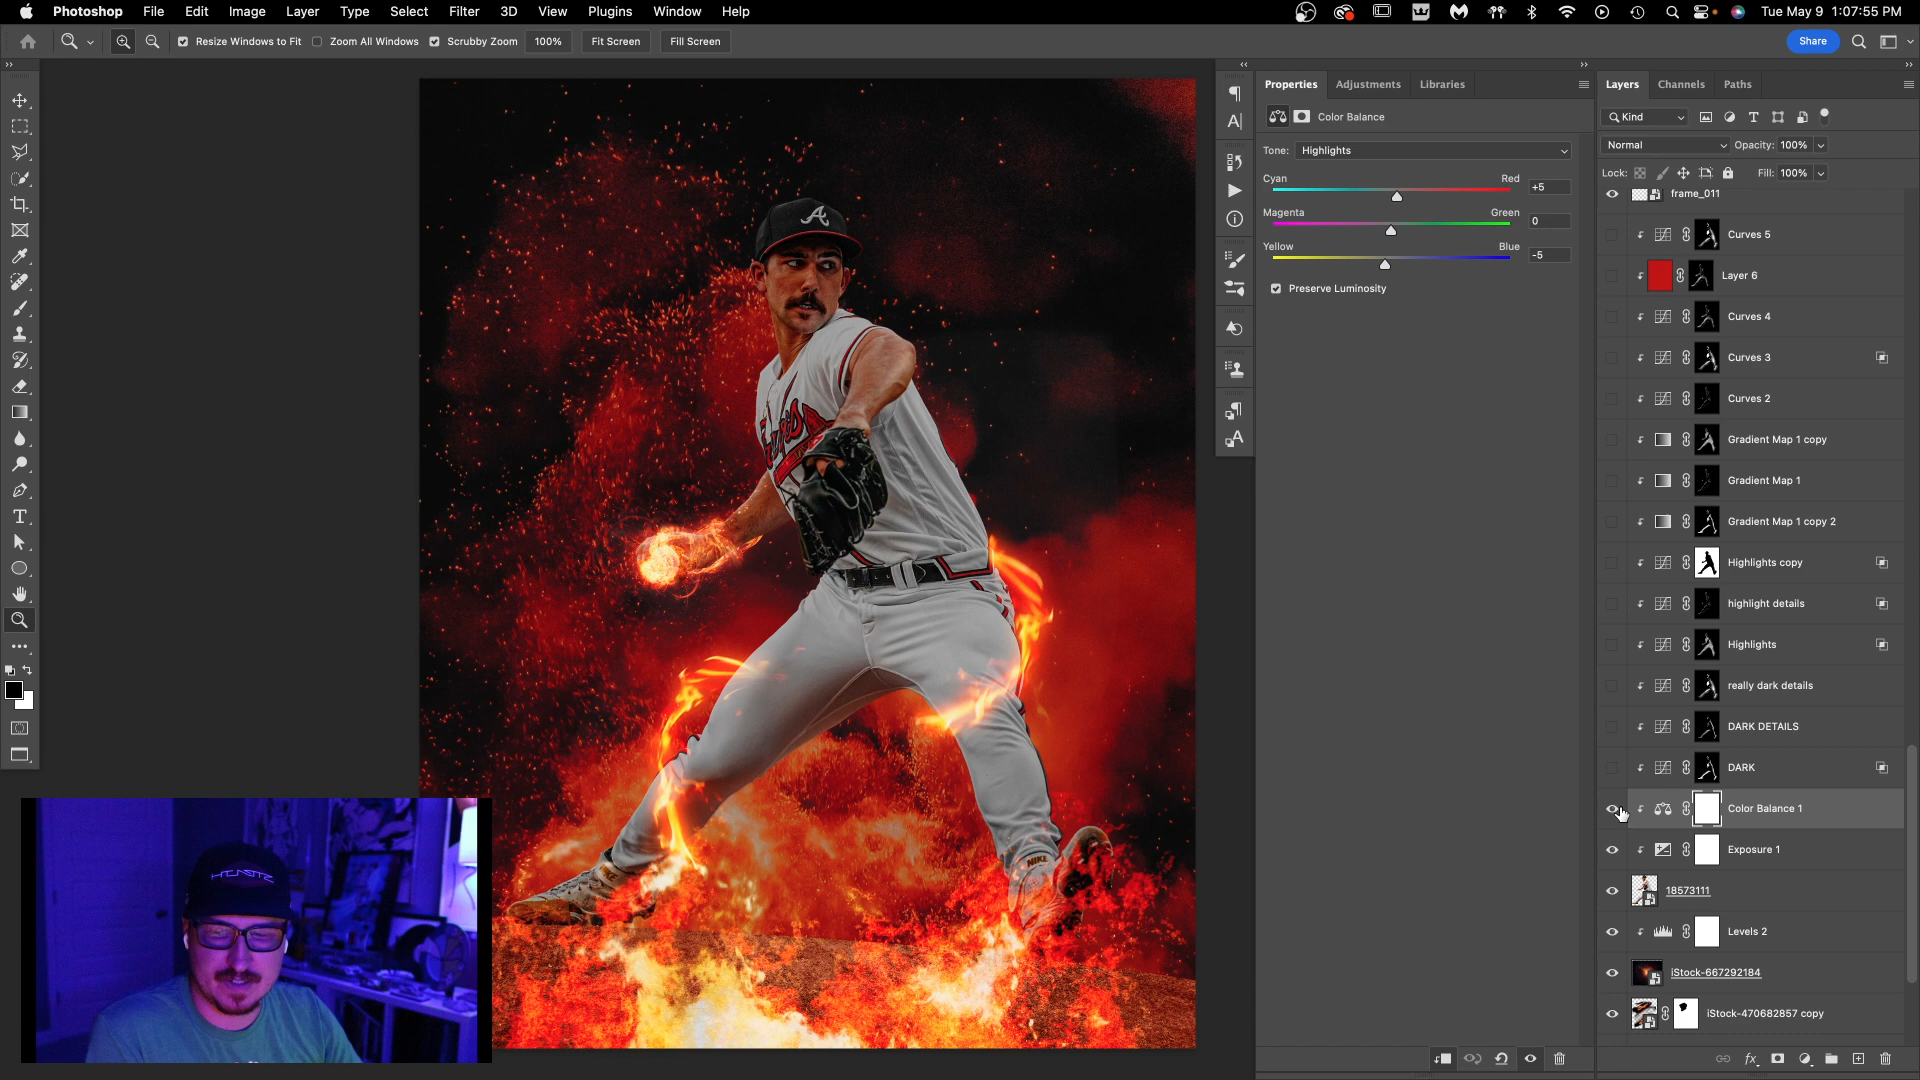 Photoshop File Edit Image Layer Type Select Filter 3D View Plugins Window Help Tue May 9 1:07:55 PM
Resize Windows to Fit Zoom All Windows Scrubby Zoom 100% Fit Screen Fill Screen Share
Properties Adjustments Libraries
Color Balance
Tone: Highlights
Cyan Red +5
Magenta Green 0
Yellow Blue -5
Preserve Luminosity
Layers Channels Paths
Kind
Normal Opacity: 100%
Lock: Fill: 100%
frame_011
Curves 5
Layer 6
Curves 4
Curves 3
Curves 2
Gradient Map 1 copy
Gradient Map 1
Gradient Map 1 copy 2
Highlights copy
highlight details
Highlights
really dark details
DARK DETAILS
DARK
Color Balance 1
Exposure 1
18573111
Levels 2
iStock-667292184
iStock-470682857 copy
A
NIKE